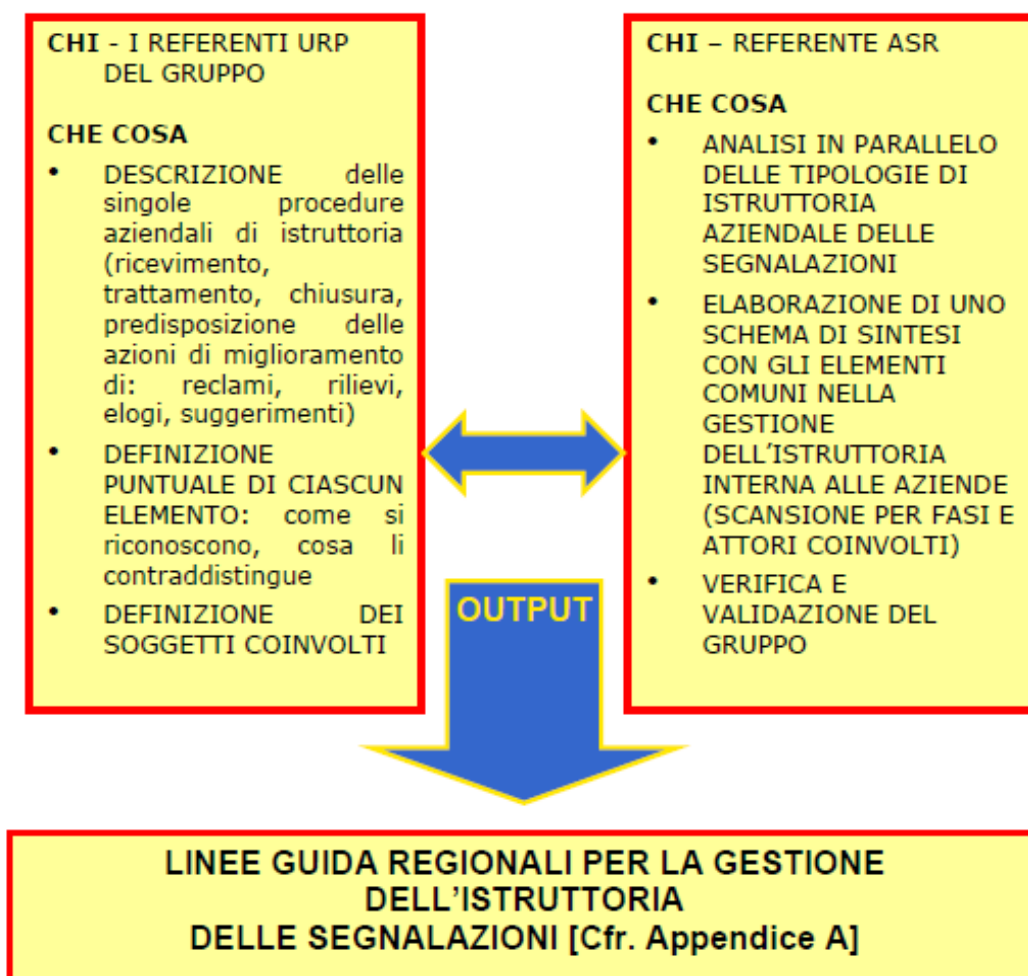 CHI - I REFERENTI URP
DEL GRUPPO
CHE COSA
• DESCRIZIONE delle
singole procedure
aziendali di istruttoria
(ricevimento,
trattamento, chiusura,
predisposizione delle
azioni di miglioramento
di: reclami, rilievi,
elogi, suggerimenti)
• DEFINIZIONE
PUNTUALE DI CIASCUN
ELEMENTO: come si
riconoscono, cosa li
contraddistingue
• DEFINIZIONE DEI
SOGGETTI COINVOLTI
CHI – REFERENTE ASR
CHE COSA
• ANALISI IN PARALLELO
DELLE TIPOLOGIE DI
ISTRUTTORIA
AZIENDALE DELLE
SEGNALAZIONI
• ELABORAZIONE DI UNO
SCHEMA DI SINTESI
CON GLI ELEMENTI
COMUNI NELLA
GESTIONE
DELL’ISTRUTTORIA
INTERNA ALLE AZIENDE
(SCANSIONE PER FASI E
ATTORI COINVOLTI)
• VERIFICA E
VALIDAZIONE DEL
GRUPPO
OUTPUT
LINEE GUIDA REGIONALI PER LA GESTIONE
DELL’ISTRUTTORIA
DELLE SEGNALAZIONI [Cfr. Appendice A]